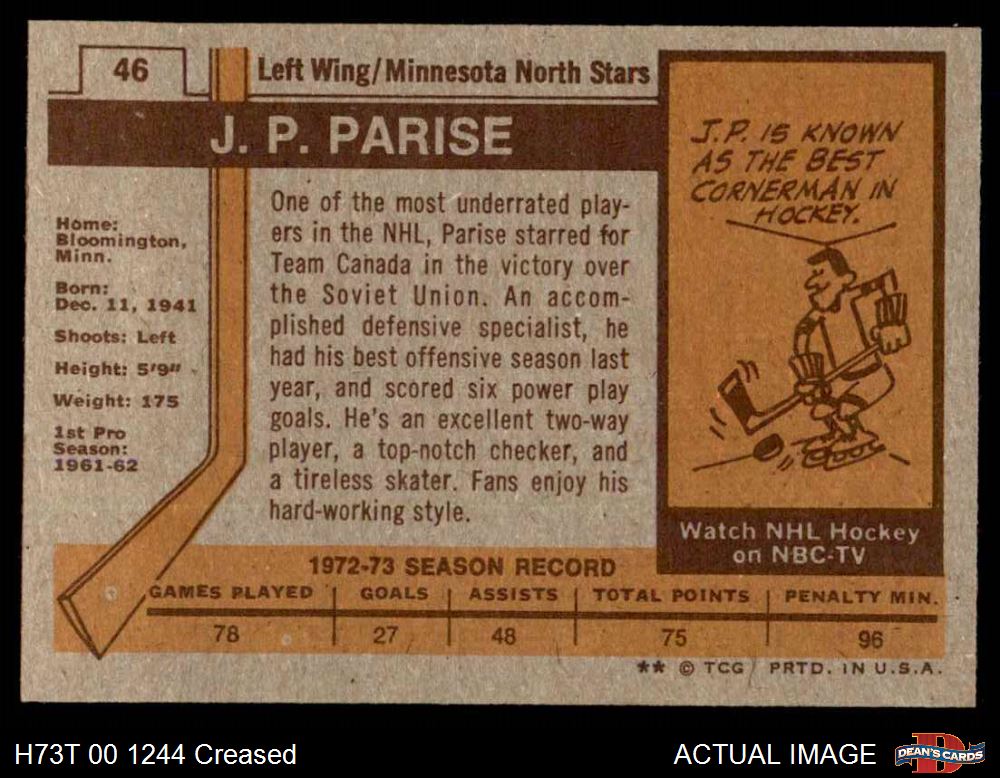 46
Left Wing/Minnesota North Stars
J. P. PARISE
Home:
Bloomington,
Minn.
Born:
Dec. 11, 1941
Shoots: Left
Height: 5'9"
Weight: 175
1st Pro
Season:
1961-62
One of the most underrated play-
ers in the NHL, Parise starred for
Team Canada in the victory over
the Soviet Union. An accom-
plished defensive specialist, he
had his best offensive season last
year, and scored six power play
goals. He's an excellent two-way
player, a top-notch checker, and
a tireless skater. Fans enjoy his
hard-working style.
J.P. IS KNOWN
AS THE BEST
CORNERMAN IN
HOCKEY.
Watch NHL Hockey
on NBC-TV
1972-73 SEASON RECORD
GAMES PLAYED GOALS ASSISTS TOTAL POINTS PENALTY MIN.
78 27 48 75 96
** © TCG PRTD. IN U.S.A.
H73T 00 1244 Creased
ACTUAL IMAGE
DEAN'S CARDS